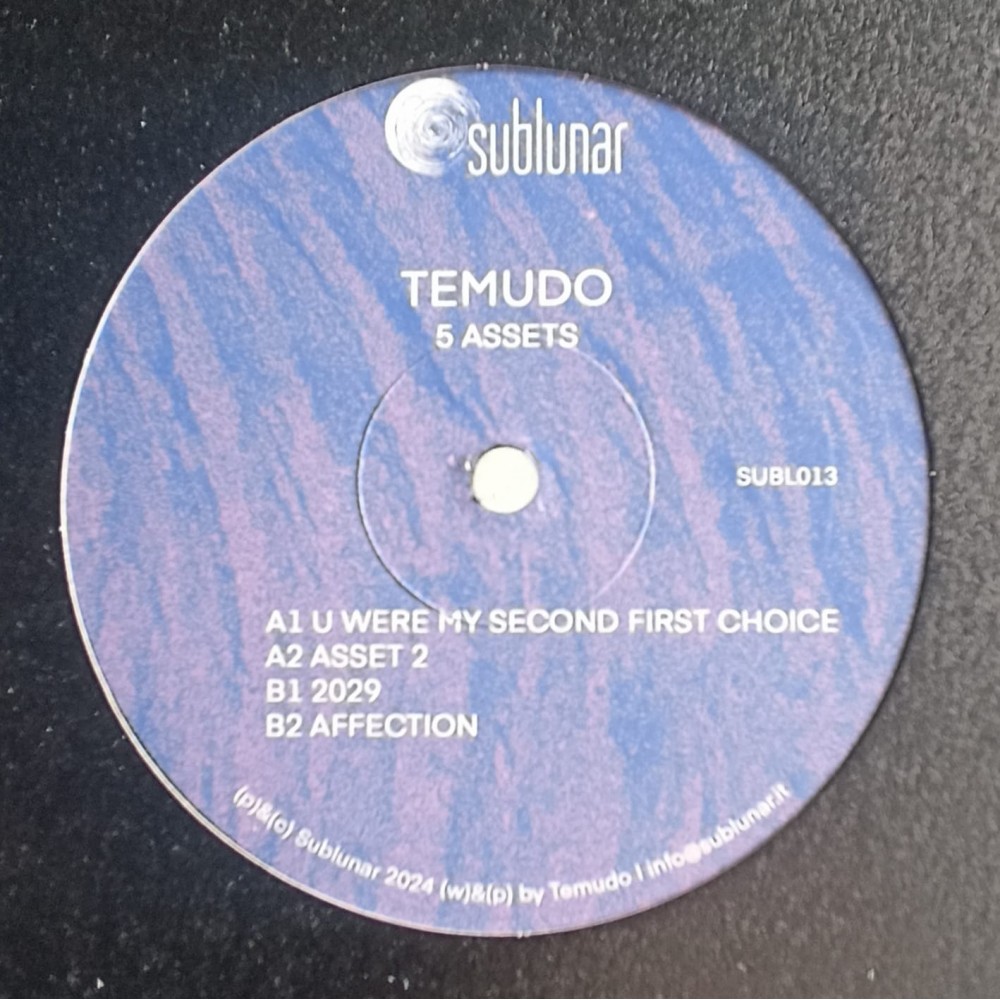 sublunar
TEMUDO
5 ASSETS
SUBL013
A1 U WERE MY SECOND FIRST CHOICE
A2 ASSET 2
B1 2029
B2 AFFECTION
(p)&(c) Sublunar 2024 (w)&(p) by Temudo | info@sublunar.it